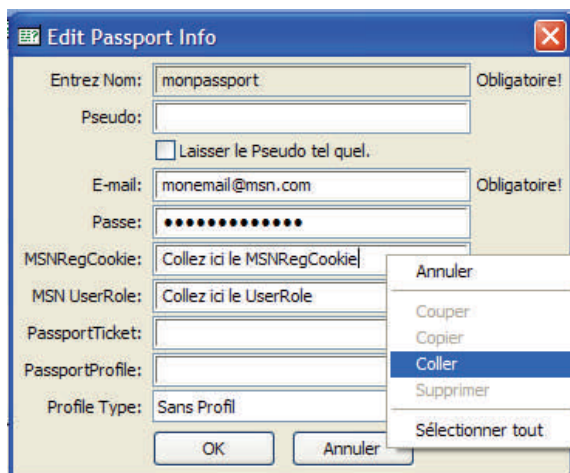 Edit Passport Info
Entrez Nom: monpassport Obligatoire!
Pseudo:
Laisser le Pseudo tel quel.
E-mail: monemail@msn.com Obligatoire!
Passe: •••••••••••••
MSNRegCookie: Collez ici le MSNRegCookie
Annuler
MSN UserRole: Collez ici le UserRole
Couper
PassportTicket:
Copier
PassportProfile:
Coller
Supprimer
Profile Type: Sans Profil
Sélectionner tout
OK Annuler